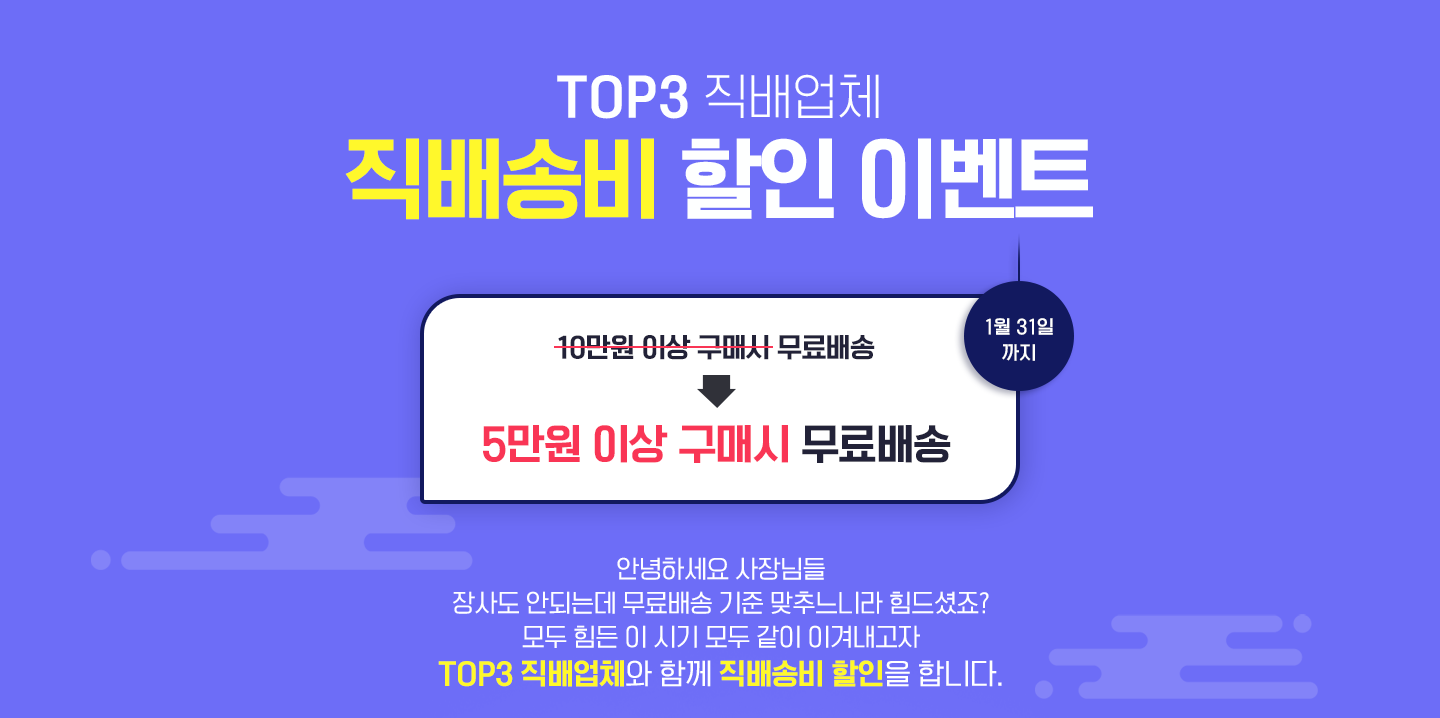 TOP3 직배업체
직배송비 할인 이벤트
1월 31일
까지
10만원 이상 구매시 무료배송
5만원 이상 구매시 무료배송
안녕하세요 사장님들
장사도 안되는데 무료배송 기준 맞추느니라 힘드셨죠?
모두 힘든 이 시기 모두 같이 이겨내고자
TOP3 직배업체와 함께 직배송비 할인을 합니다.